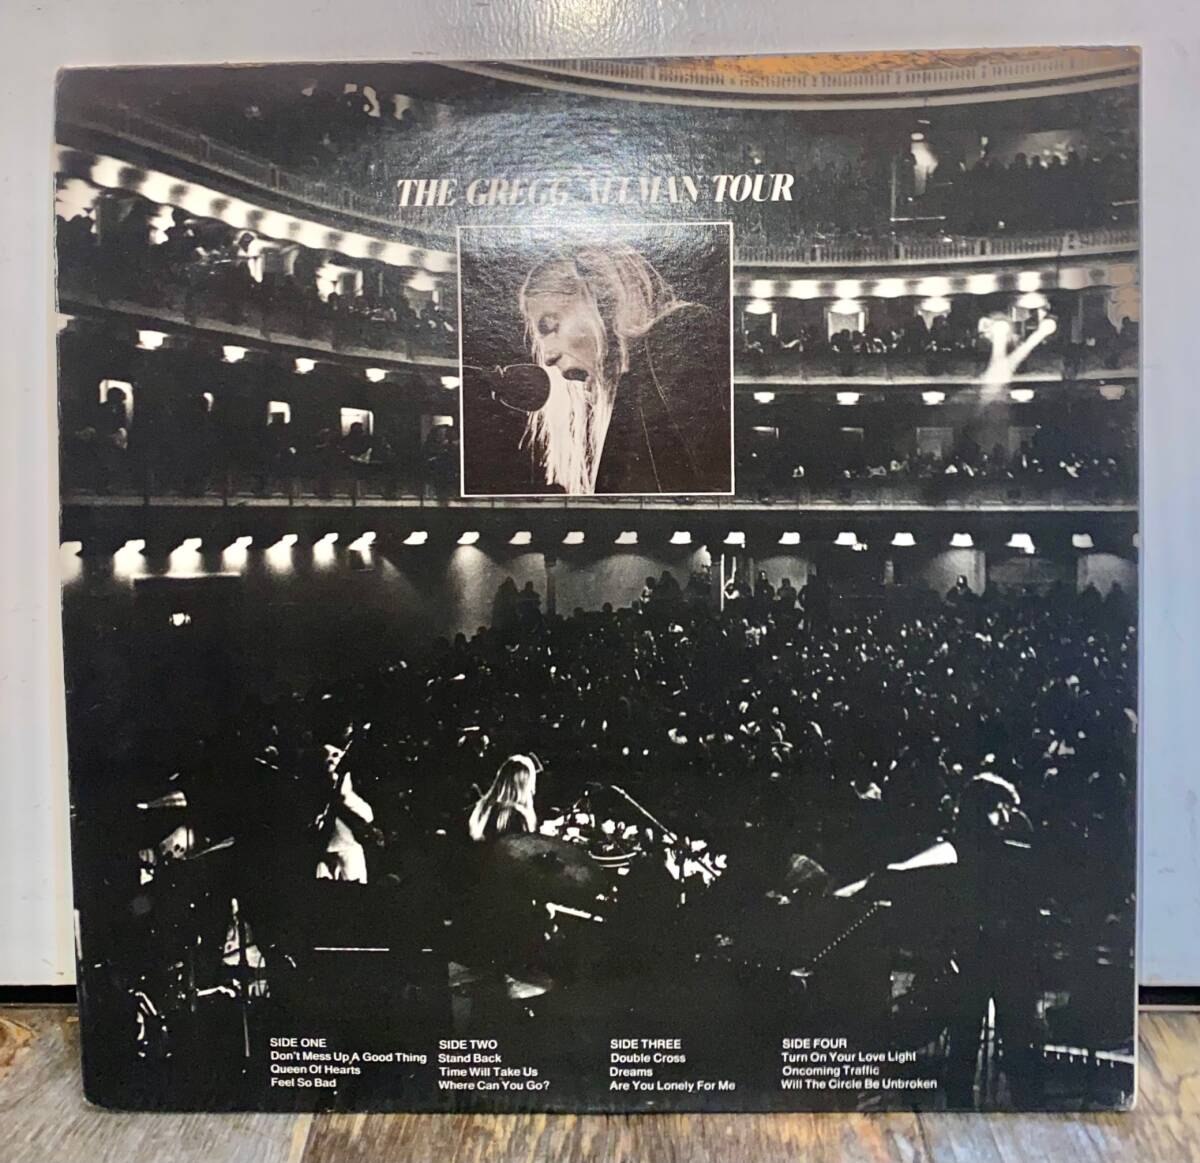 THE GREGG ALLMAN TOUR
SIDE ONE
Don't Mess Up A Good Thing
Queen Of Hearts
Feel So Bad
SIDE TWO
Stand Back
Time Will Take Us
Where Can You Go?
SIDE THREE
Double Cross
Dreams
Are You Lonely For Me
SIDE FOUR
Turn On Your Love Light
Oncoming Traffic
Will The Circle Be Unbroken